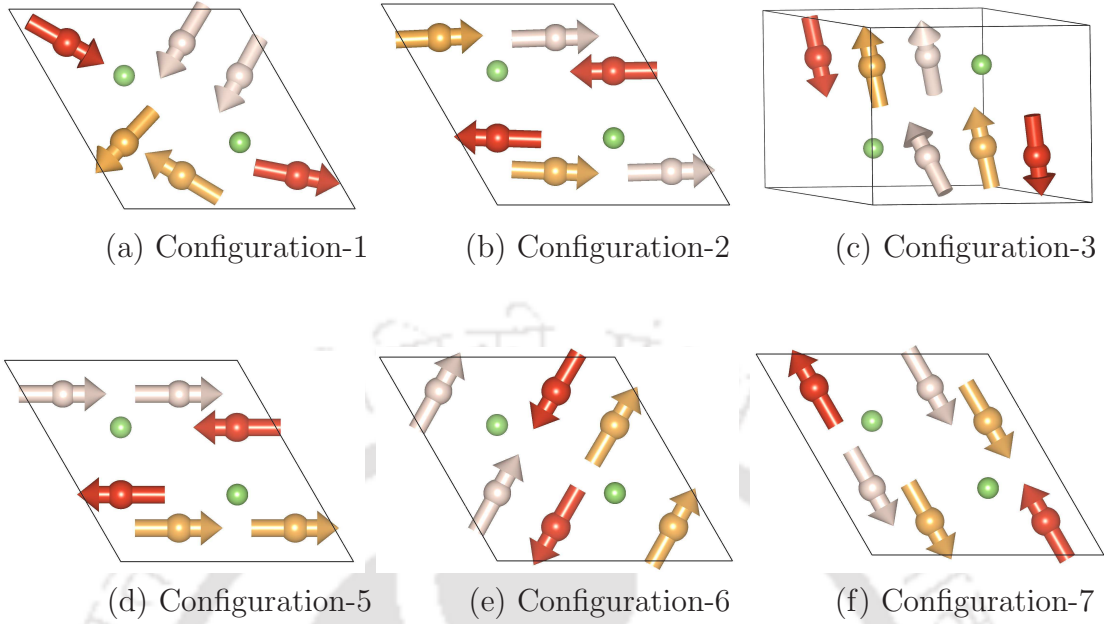 (a) Configuration-1
(b) Configuration-2
(c) Configuration-3
(d) Configuration-5
(e) Configuration-6
(f) Configuration-7